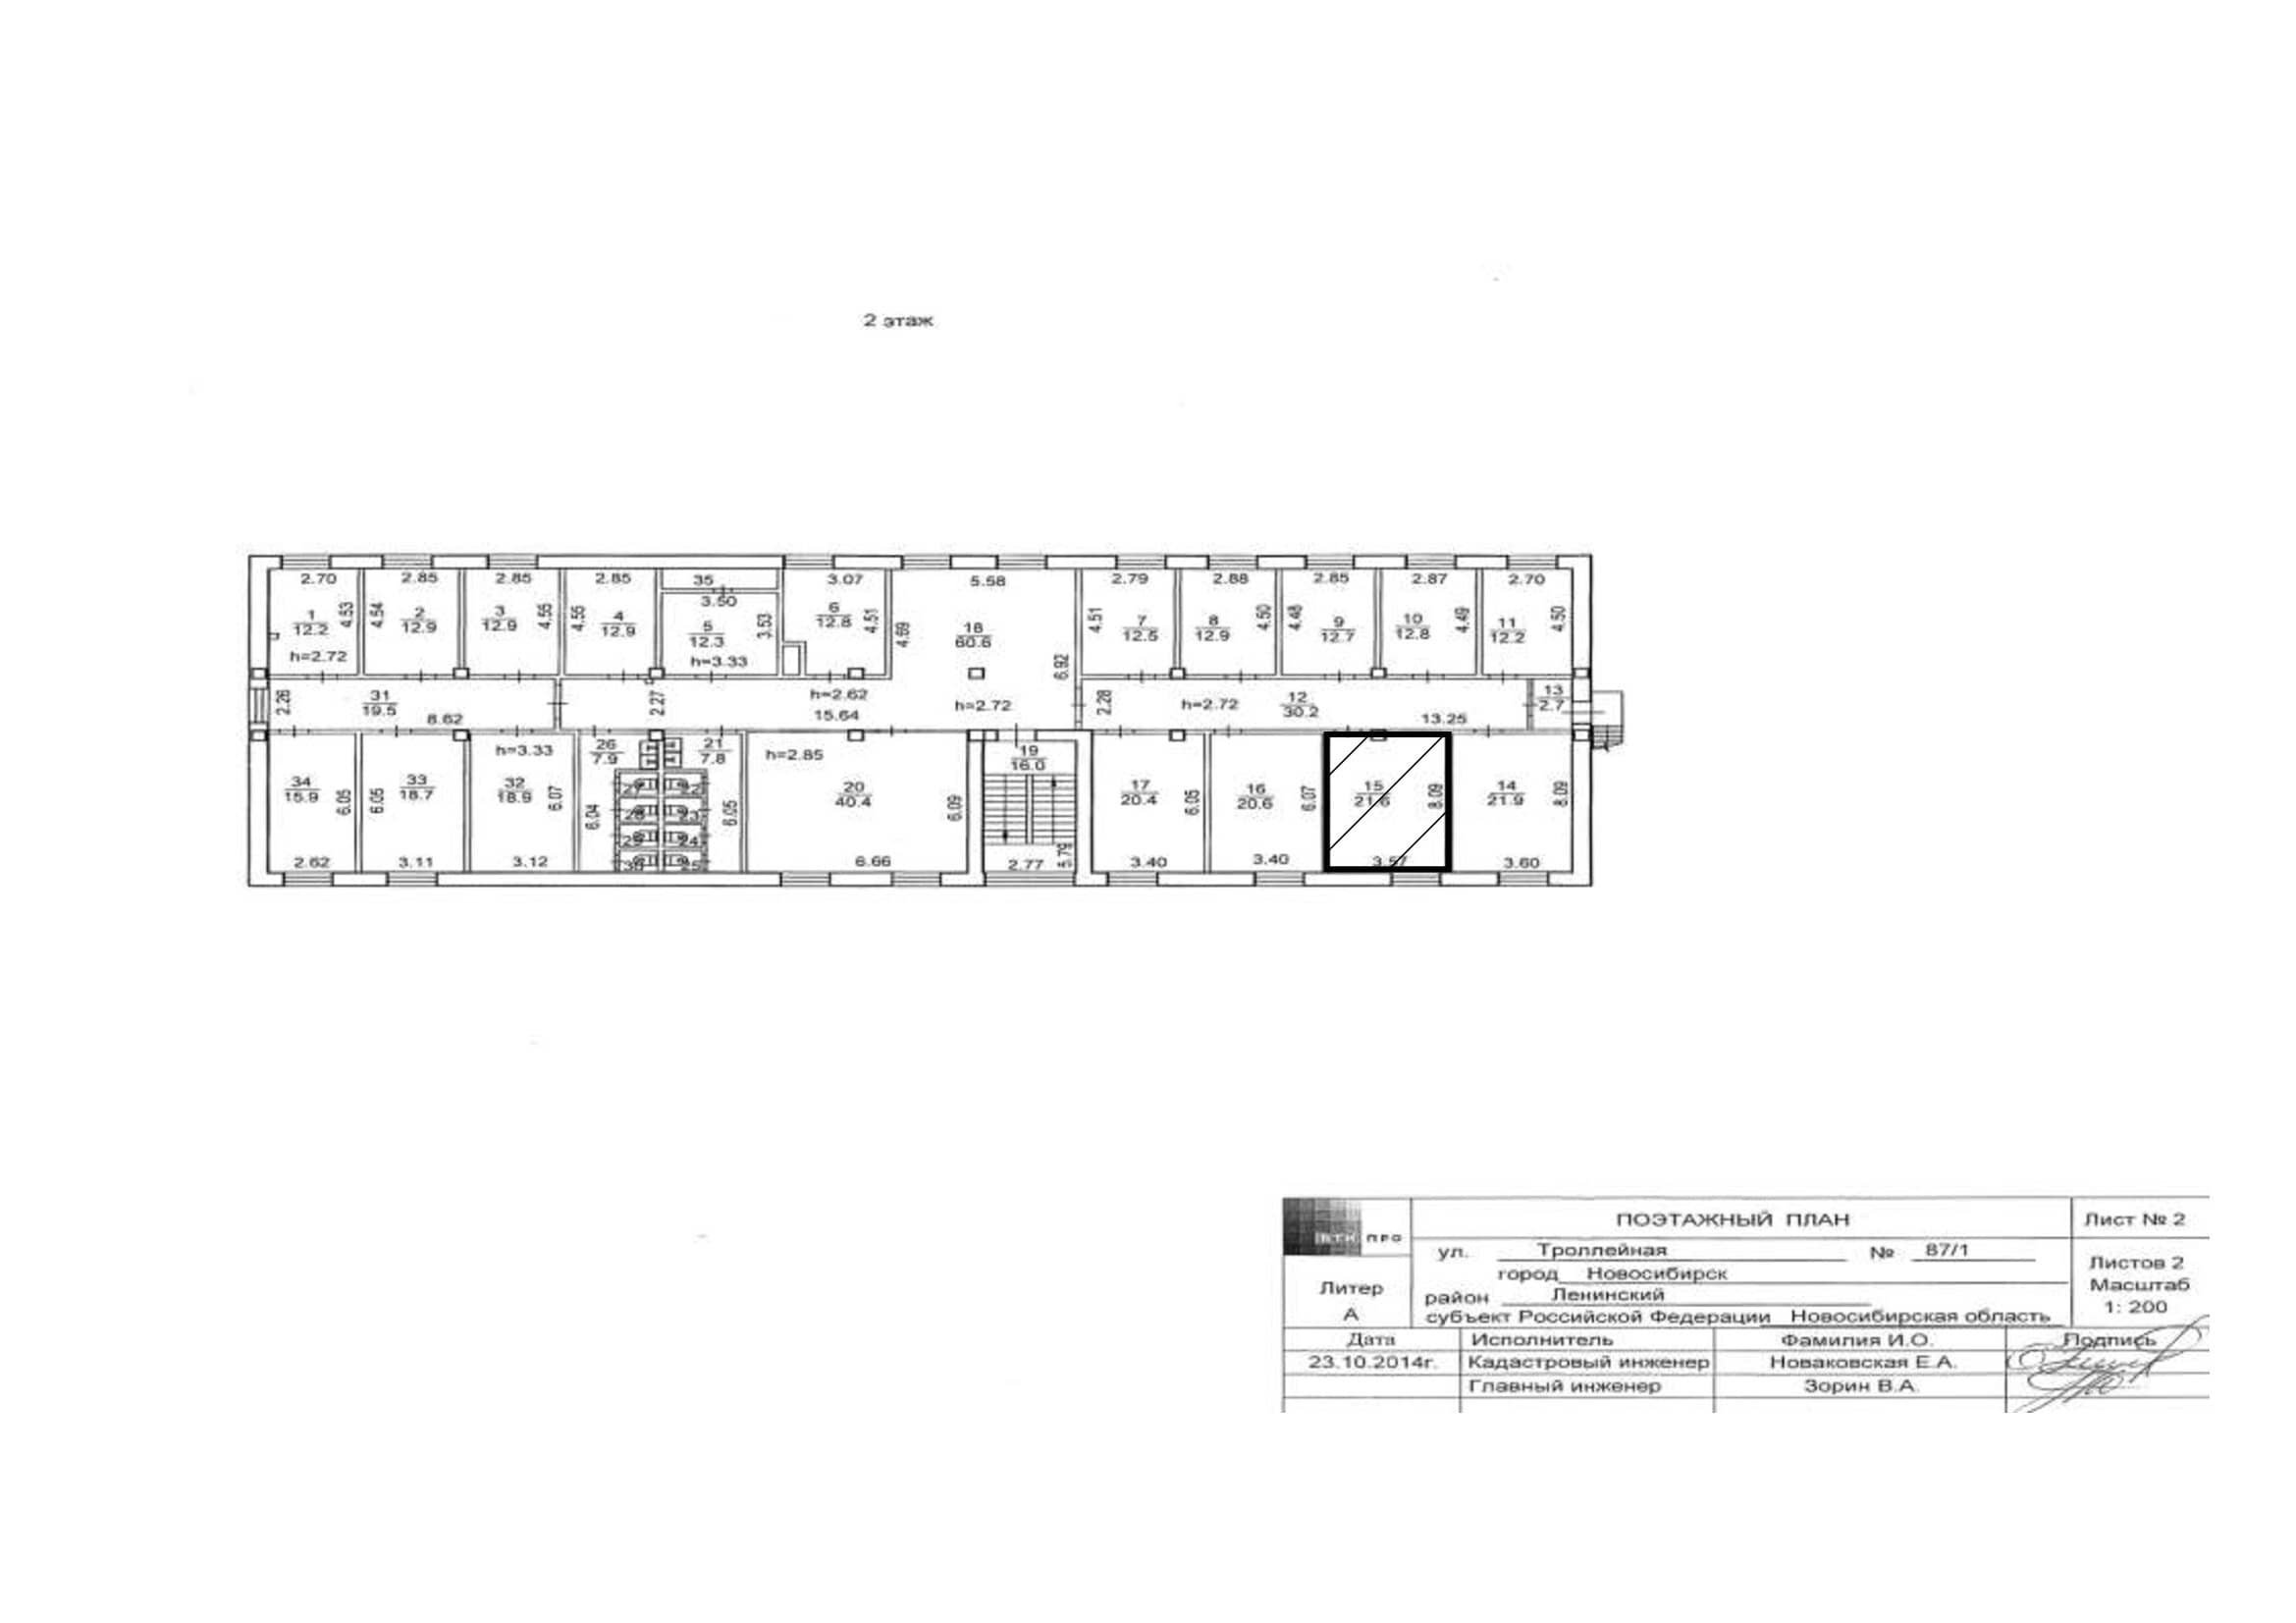 2 этаж
2.70 2.85 2.85 2.85 35 3.07 5.58 2.79 2.88 2.85 2.87 2.70
3.50
1 12.2 4.53 4.54 2 12.9 3 12.9 4.55 4.55 4 12.9 5 12.3 3.53 6 12.8 4.51 4.69 18 60.6 6.92 4.51 7 12.5 8 12.9 4.50 4.48 9 12.7 10 12.8 4.49 11 12.2 4.50
h=2.72 h=3.33
2.26 31 19.5 8.62 2.27 h=2.62 15.64 h=2.72 2.28 h=2.72 12 30.2 13.25 13 2.7
h=3.33 26 7.9 21 7.8 h=2.85 19 16.0
34 15.9 6.05 6.05 33 18.7 32 18.9 6.07 6.04 27 22 6.05 20 40.4 6.09 17 20.4 6.05 16 20.6 6.07 15 21.6 8.09 14 21.9 8.09
28 23
29 24
30 25
2.62 3.11 3.12 6.66 2.77 5.79 3.40 3.40 3.57 3.60
ПОЭТАЖНЫЙ ПЛАН Лист № 2
ПРО
ул. Троллейная № 87/1
Листов 2
город Новосибирск
Литер Масштаб
район Ленинский
А 1: 200
субъект Российской Федерации Новосибирская область
Дата Исполнитель Фамилия И.О. Подпись
23.10.2014г. Кадастровый инженер Новаковская Е.А.
Главный инженер Зорин В.А.